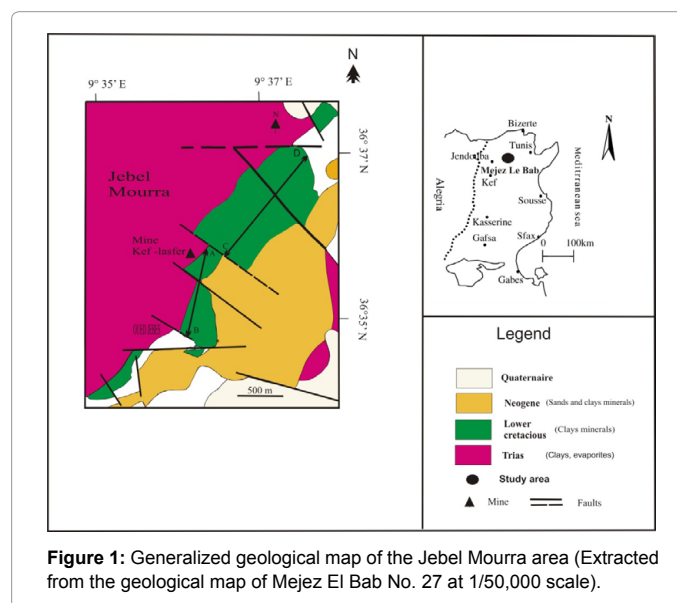 N
9° 35' E
9° 37' E
N
D
36° 37' N
Jebel
Mourra
Mine
Kef -laafer
A
C
B
36° 35' N
500 m
N
Bizerte
Tunis
Jendouba
Mejez Le Bab
Kef
Alegria
Mediterranean sea
Sousse
Kasserine
Sfax
Gafsa
0 100km
Gabes
Legend
Quaternaire
Neogene (Sands and clays minerals)
Lower
cretacious (Clays minerals)
Trias (Clays, evaporites)
Study area
Mine Faults
Figure 1: Generalized geological map of the Jebel Mourra area (Extracted
from the geological map of Mejez El Bab No. 27 at 1/50,000 scale).